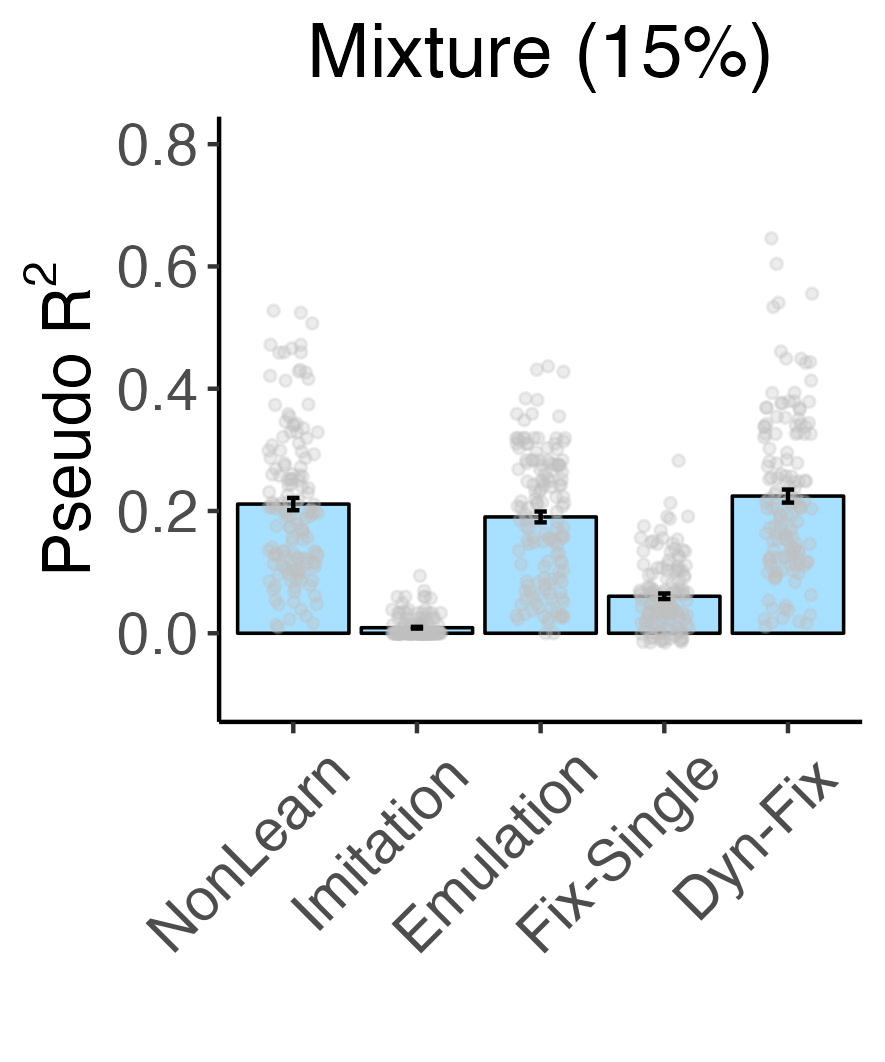 Mixture (15%)
Pseudo R²
0.8
0.6
0.4
0.2
0.0
NonLearn
Imitation
Emulation
Fix-Single
Dyn-Fix